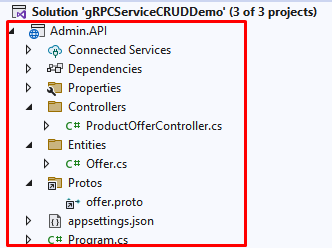 Solution 'gRPCServiceCRUDDemo' (3 of 3 projects)
Admin.API
Connected Services
Dependencies
Properties
Controllers
C# ProductOfferController.cs
Entities
C# Offer.cs
Protos
offer.proto
appsettings.json
C# Program.cs